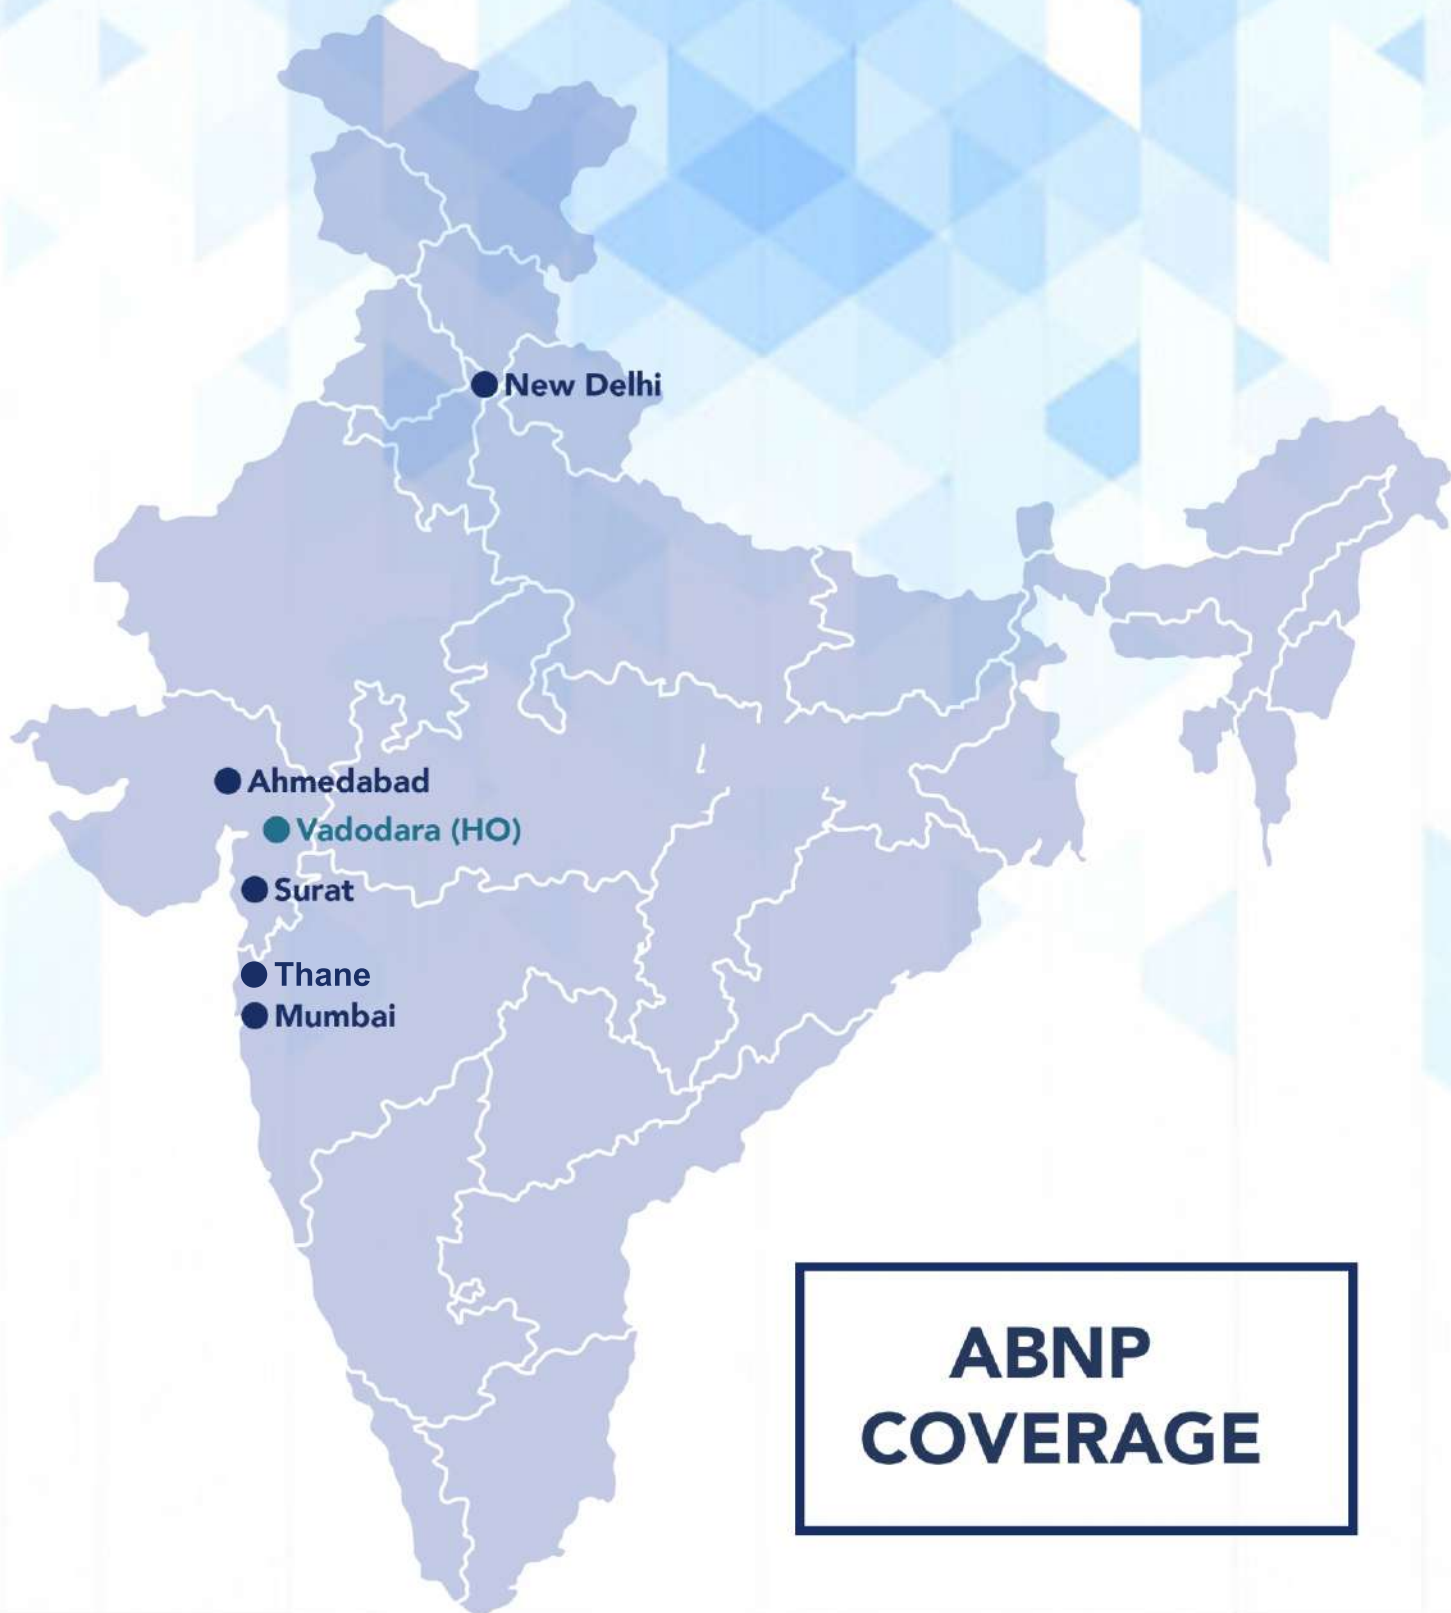 New Delhi
Ahmedabad
Vadodara (HO)
Surat
Thane
Mumbai
ABNP
COVERAGE